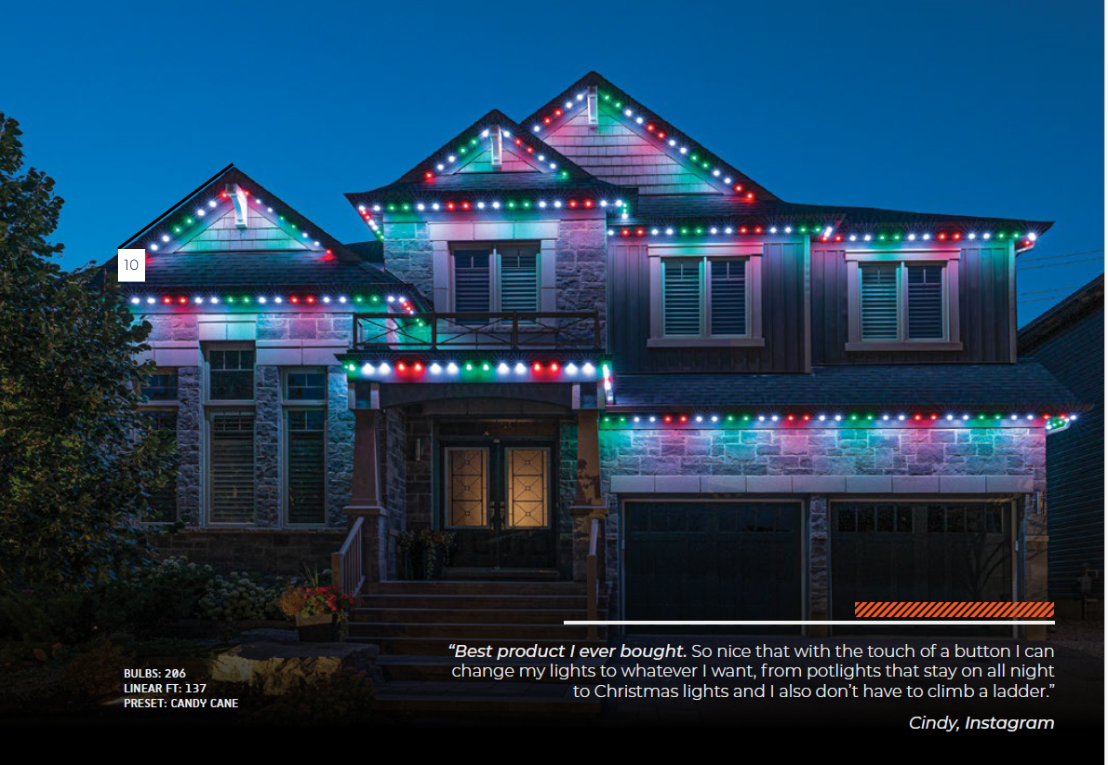 10
BULBS: 206
LINEAR FT: 137
PRESET: CANDY CANE
“Best product I ever bought. So nice that with the touch of a button I can
change my lights to whatever I want, from potlights that stay on all night
to Christmas lights and I also don’t have to climb a ladder.”
Cindy, Instagram